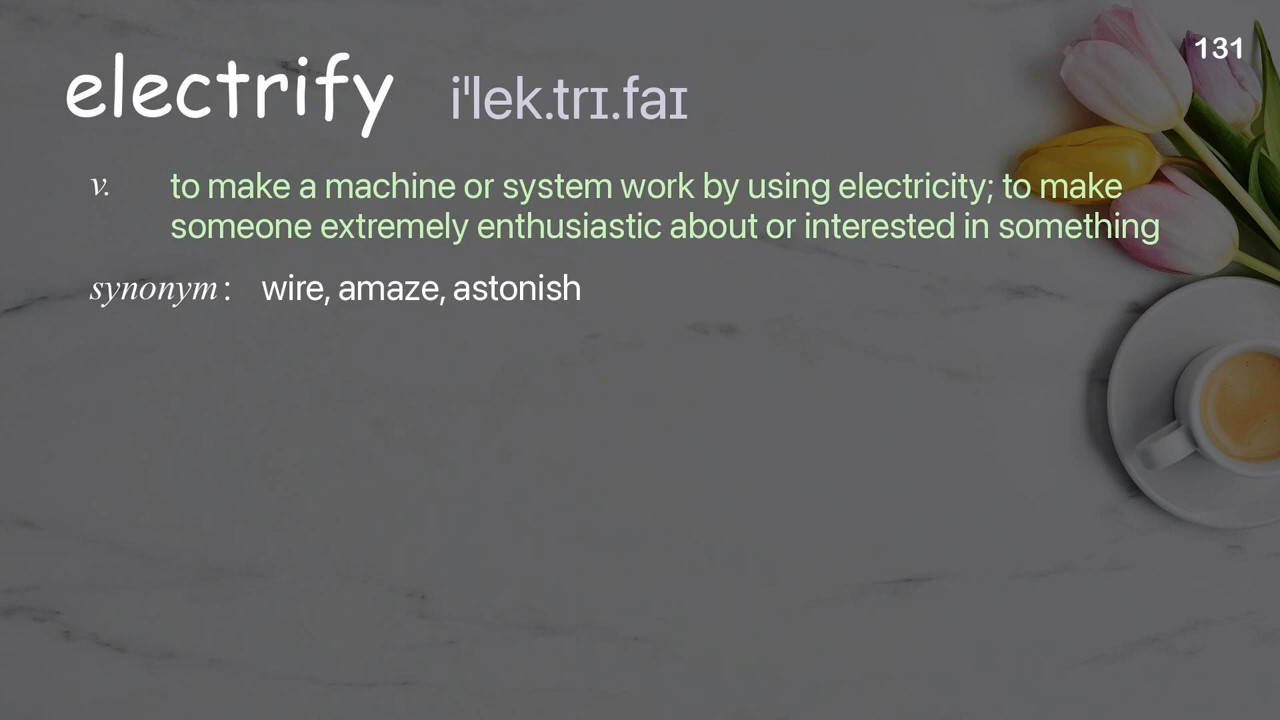 131
electrify iˈlek.trɪ.faɪ
v. to make a machine or system work by using electricity; to make
someone extremely enthusiastic about or interested in something
synonym: wire, amaze, astonish